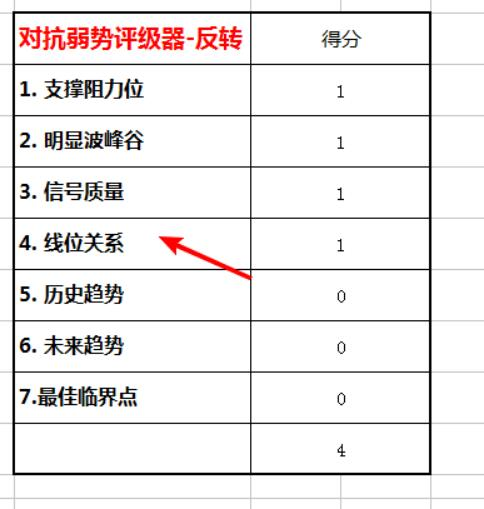 对抗弱势评级器-反转 得分
1. 支撑阻力位 1
2. 明显波峰谷 1
3. 信号质量 1
4. 线位关系 1
5. 历史趋势 0
6. 未来趋势 0
7.最佳临界点 0
4